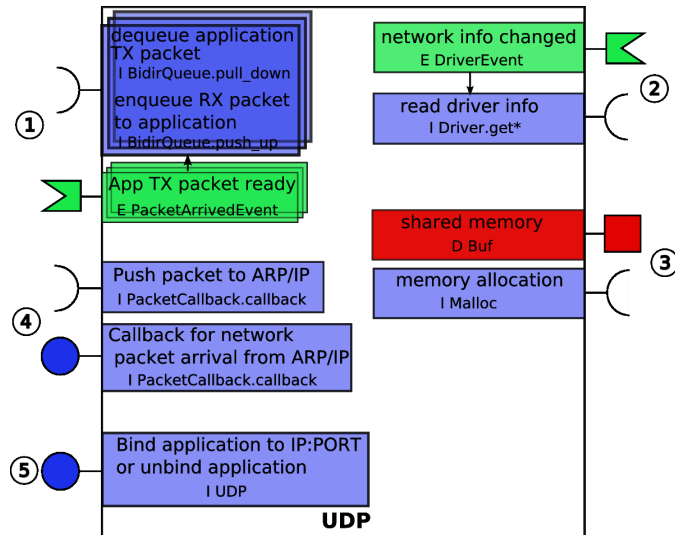 dequeue application
TX packet
I BidirQueue.pull_down
enqueue RX packet
to application
I BidirQueue.push_up
1
App TX packet ready
E PacketArrivedEvent
Push packet to ARP/IP
I PacketCallback.callback
4
Callback for network
packet arrival from ARP/IP
I PacketCallback.callback
5
Bind application to IP:PORT
or unbind application
I UDP
network info changed
E DriverEvent
2
read driver info
I Driver.get*
shared memory
D Buf
3
memory allocation
I Malloc
UDP